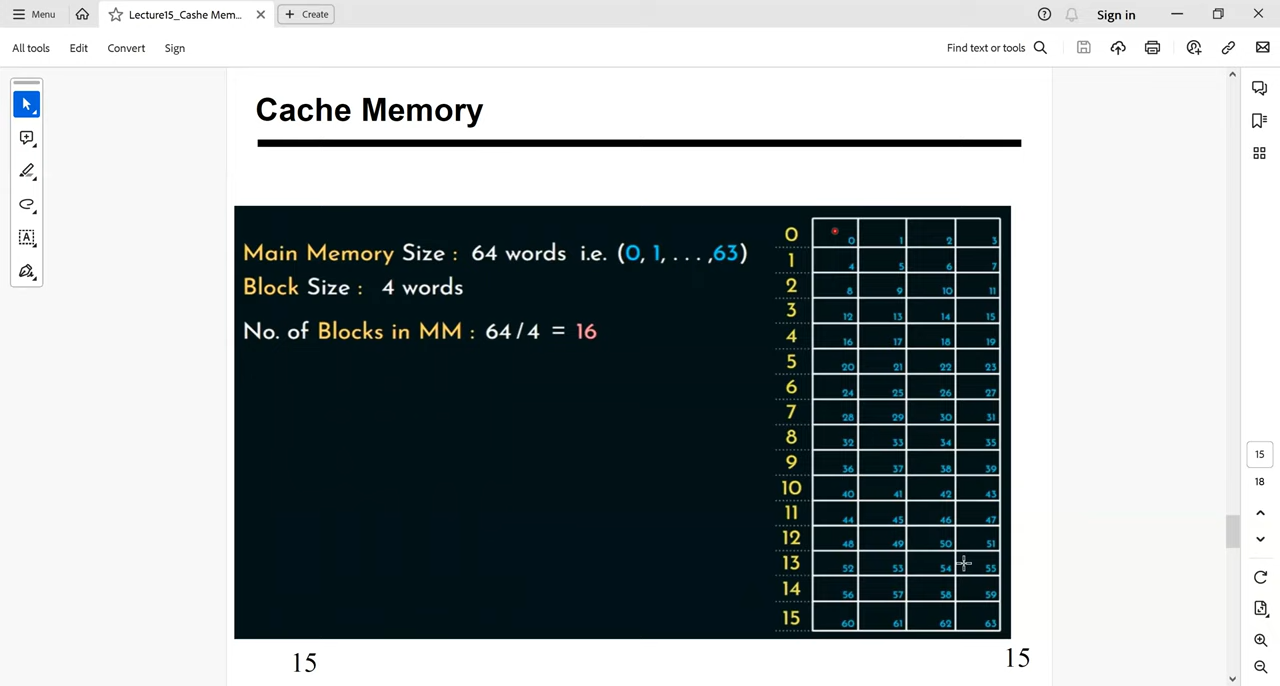 Menu
Lecture15_Cashe Mem...
Create
Sign in
All tools
Edit
Convert
Sign
Find text or tools
Cache Memory
Main Memory Size : 64 words i.e. (0, 1, . . . ,63)
Block Size : 4 words
No. of Blocks in MM : 64 / 4 = 16
0 0 1 2 3
1 4 5 6 7
2 8 9 10 11
3 12 13 14 15
4 16 17 18 19
5 20 21 22 23
6 24 25 26 27
7 28 29 30 31
8 32 33 34 35
9 36 37 38 39
10 40 41 42 43
11 44 45 46 47
12 48 49 50 51
13 52 53 54 55
14 56 57 58 59
15 60 61 62 63
15
15
15
18